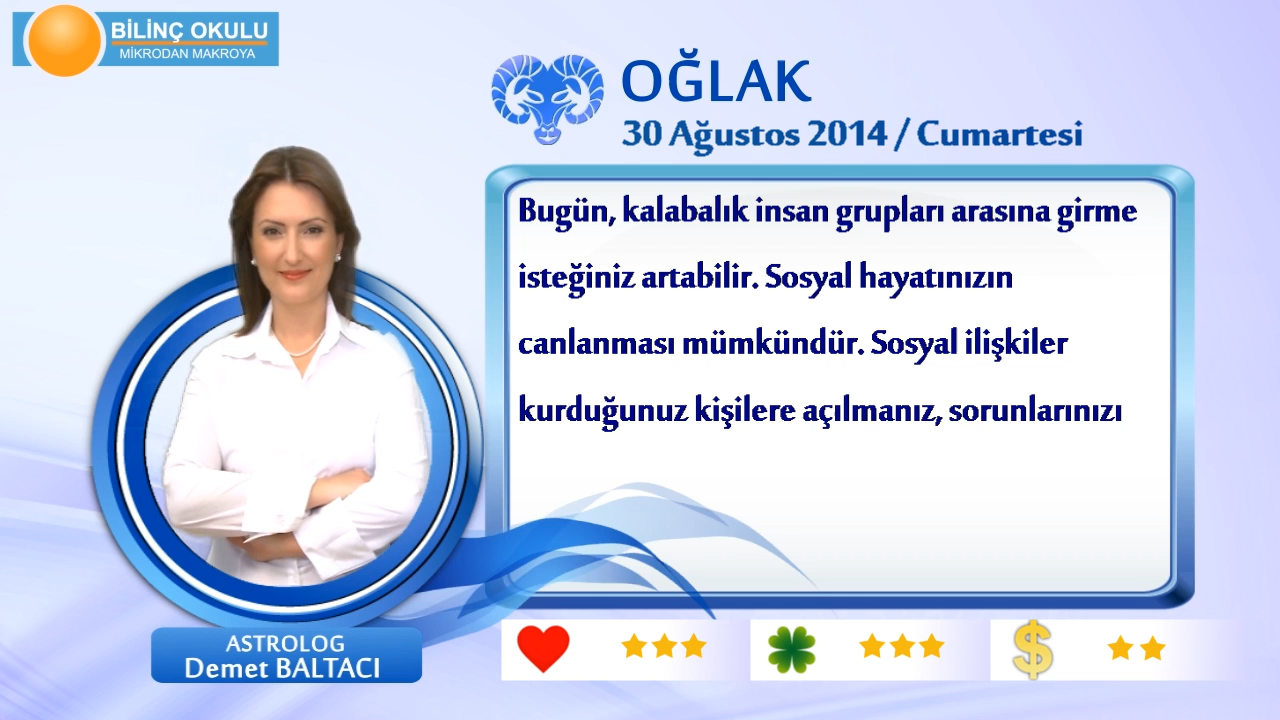 BİLİNÇ OKULU
MİKRODAN MAKROYA
OĞLAK
30 Ağustos 2014 / Cumartesi
Bugün, kalabalık insan grupları arasına girme
isteğiniz artabilir. Sosyal hayatınızın
canlanması mümkündür. Sosyal ilişkiler
kurduğunuz kişilere açılmanız, sorunlarınızı
ASTROLOG
Demet BALTACI